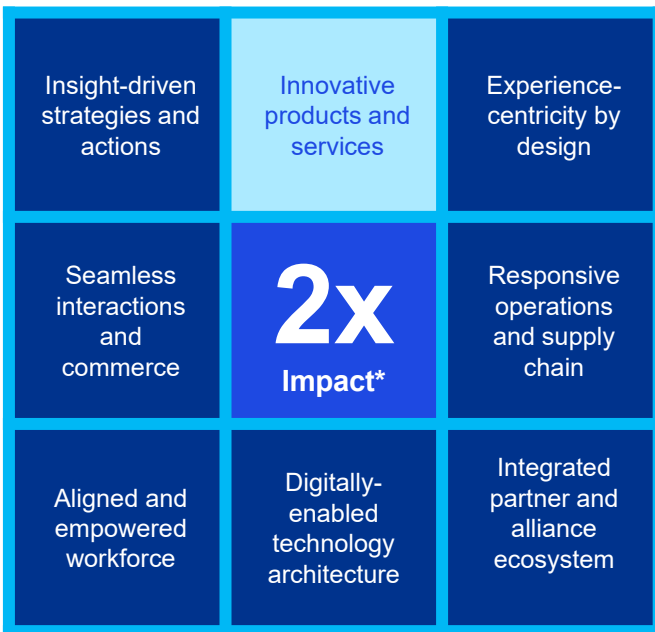 Insight-driven
strategies and
actions
Innovative
products and
services
Experience-
centricity by
design
Seamless
interactions
and
commerce
2x
Impact*
Responsive
operations
and supply
chain
Aligned and
empowered
workforce
Digitally-
enabled
technology
architecture
Integrated
partner and
alliance
ecosystem